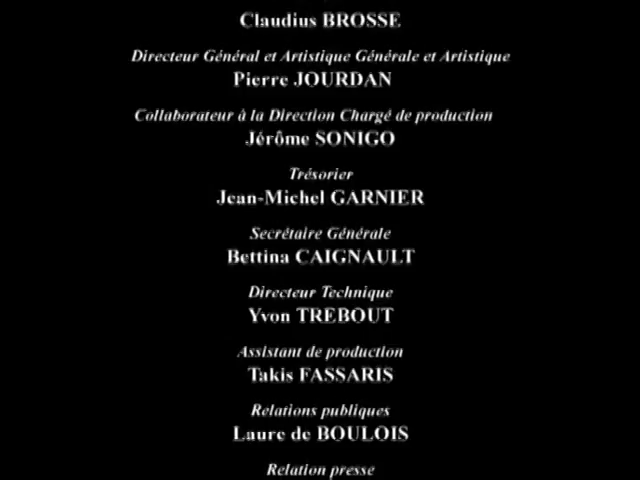 Claudius BROSSE
Directeur Général et Artistique Générale et Artistique
Pierre JOURDAN
Collaborateur à la Direction Chargé de production
Jérôme SONIGO
Trésorier
Jean-Michel GARNIER
Secrétaire Générale
Bettina CAIGNAULT
Directeur Technique
Yvon TREBOUT
Assistant de production
Takis FASSARIS
Relations publiques
Laure de BOULOIS
Relation presse